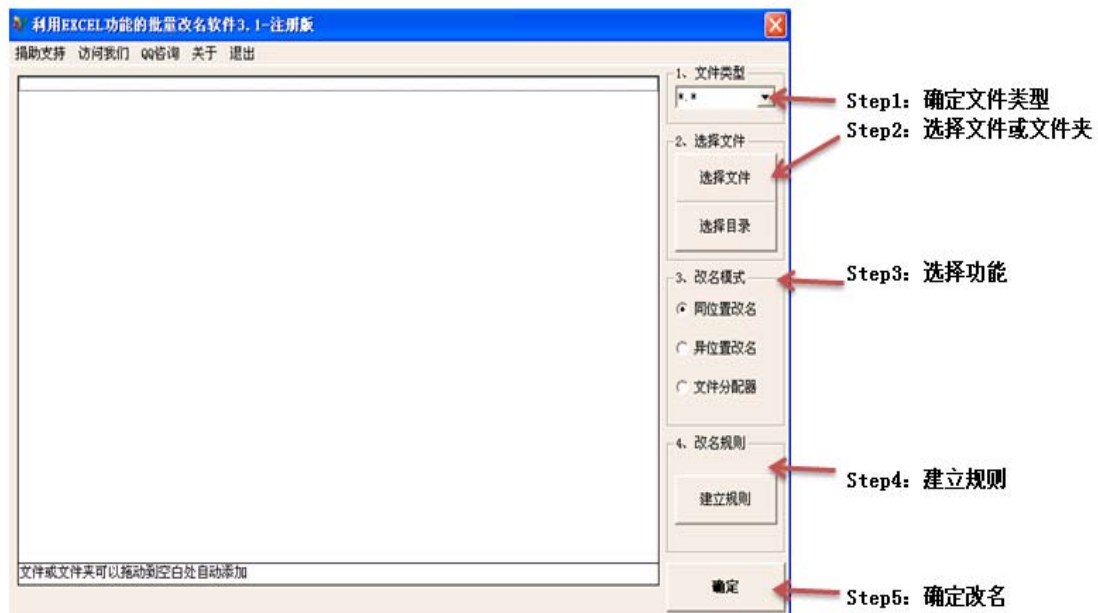 利用EXCEL功能的批量改名软件3.1-注册版
捐助支持 访问我们 QQ咨询 关于 退出
1、文件类型
*.*
Step1：确定文件类型
Step2：选择文件或文件夹
2、选择文件
选择文件
选择目录
Step3：选择功能
3、改名模式
同位置改名
异位置改名
文件分配器
4、改名规则
Step4：建立规则
建立规则
文件或文件夹可以拖动到空白处自动添加
确定
Step5：确定改名